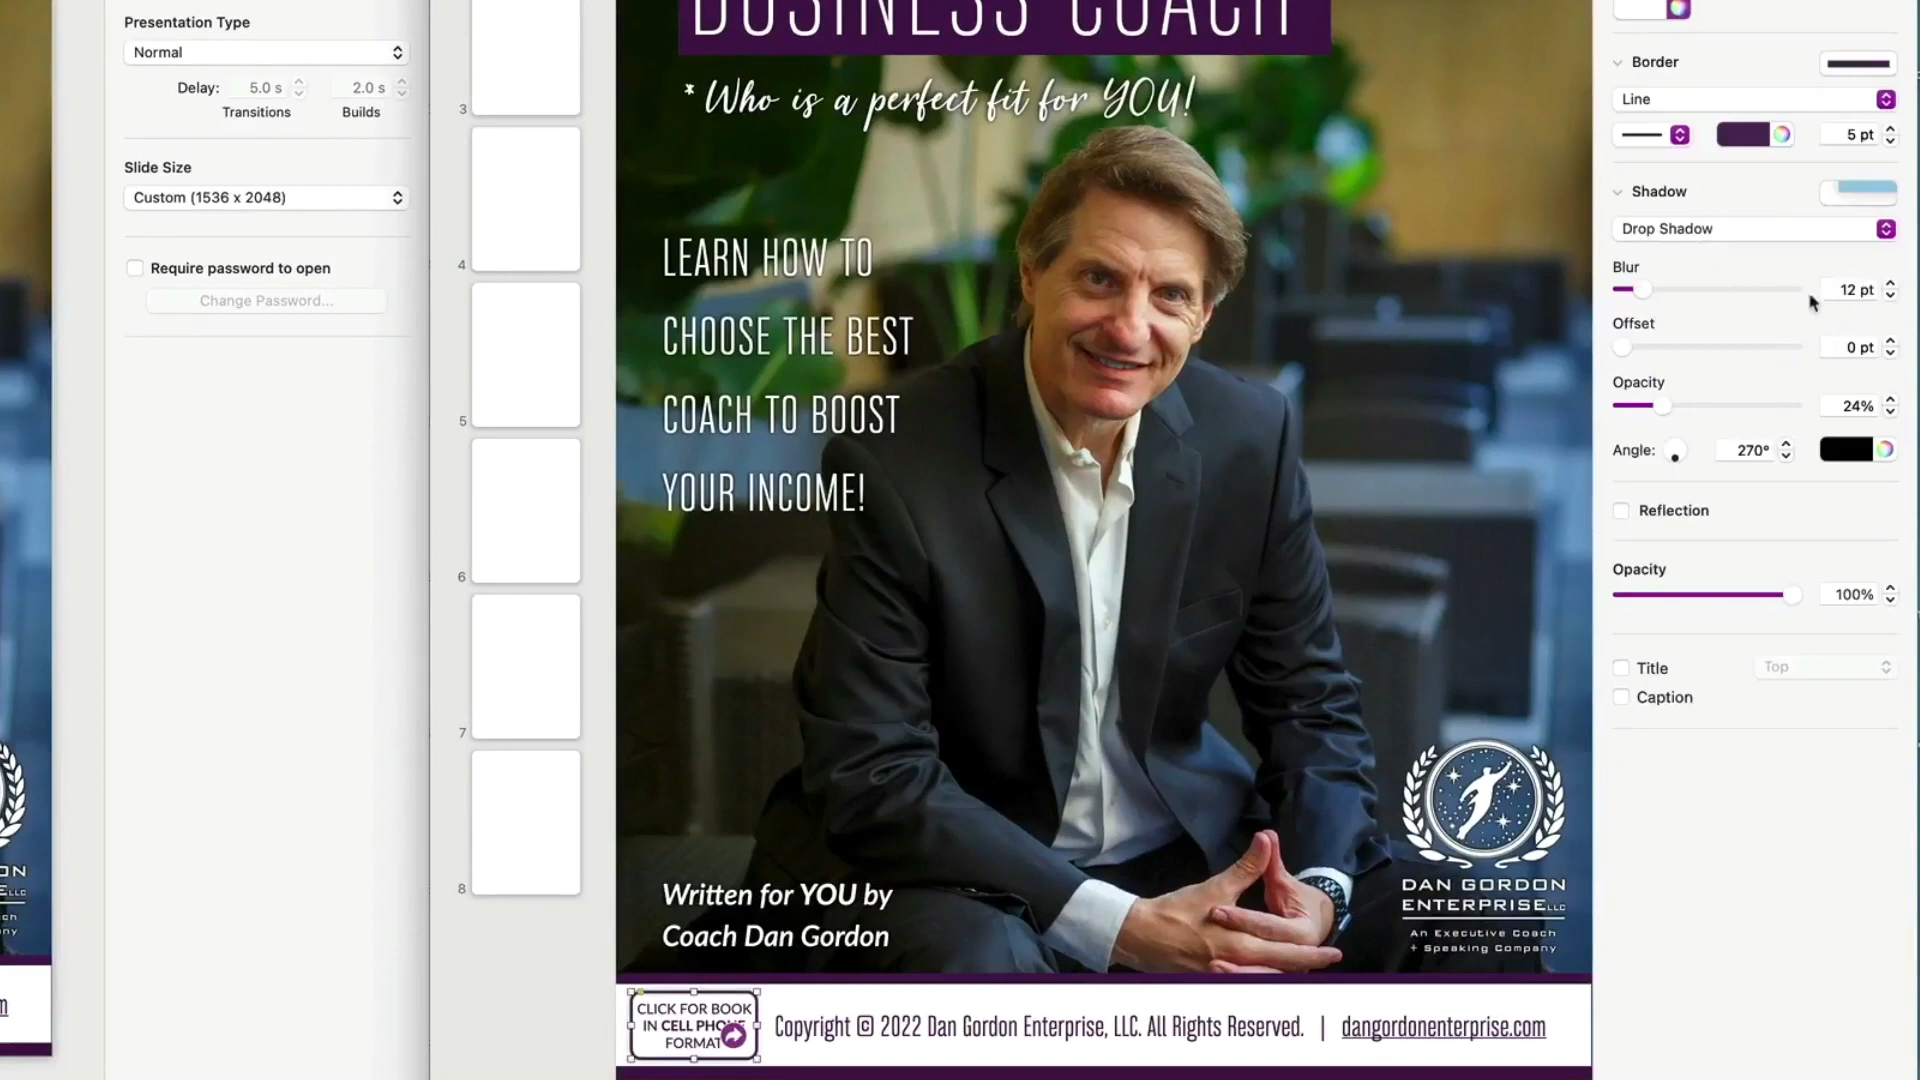 Presentation Type
Normal
Delay: 5.0 s 2.0 s
Transitions Builds
Slide Size
Custom (1536 x 2048)
Require password to open
Change Password...
3
4
5
6
7
8
BUSINESS COACH
* Who is a perfect fit for YOU!
LEARN HOW TO
CHOOSE THE BEST
COACH TO BOOST
YOUR INCOME!
Written for YOU by
Coach Dan Gordon
DAN GORDON
ENTERPRISE LLC
An Executive Coach
+ Speaking Company
CLICK FOR BOOK
IN CELL PHONE
FORMAT
Copyright © 2022 Dan Gordon Enterprise, LLC. All Rights Reserved. | dangordonenterprise.com
Border
Line
5 pt
Shadow
Drop Shadow
Blur
12 pt
Offset
0 pt
Opacity
24%
Angle: 270°
Reflection
Opacity
100%
Title Top
Caption